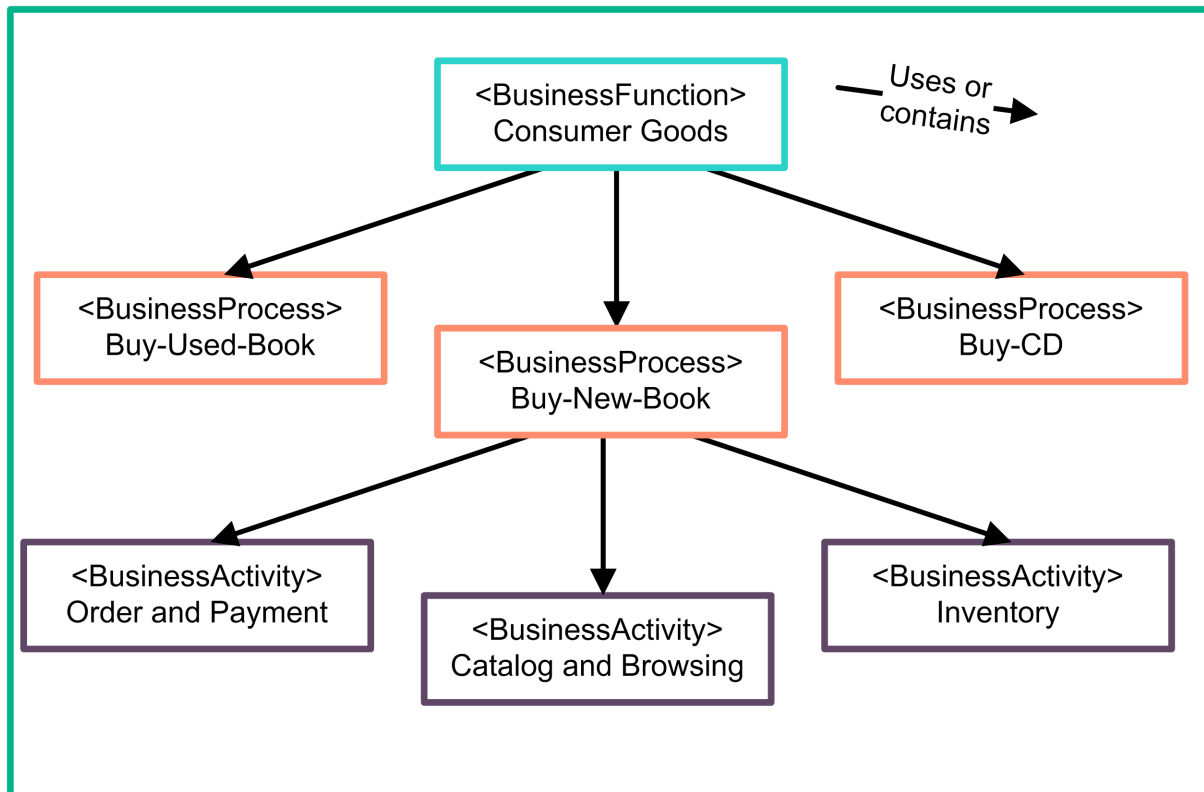 <BusinessFunction>
Consumer Goods
Uses or
contains
<BusinessProcess>
Buy-Used-Book
<BusinessProcess>
Buy-New-Book
<BusinessProcess>
Buy-CD
<BusinessActivity>
Order and Payment
<BusinessActivity>
Catalog and Browsing
<BusinessActivity>
Inventory